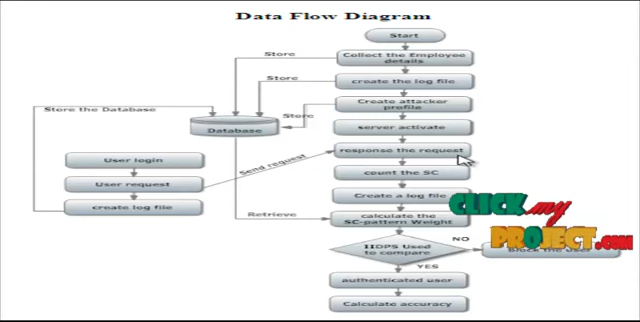 Data Flow Diagram
Start
Store
Collect the Employee
details
Store
create the log file
Store the Database
Store
Create attacker
profile
Database
server activate
User login
Send request
response the request
User request
count the SC
create log file
Create a log file
Retrieve
calculate the
SC-pattern Weight
CLICK my
PROJECT.com
IIDPS Used
to compare
NO
Block the user
YES
authenticated user
Calculate accuracy